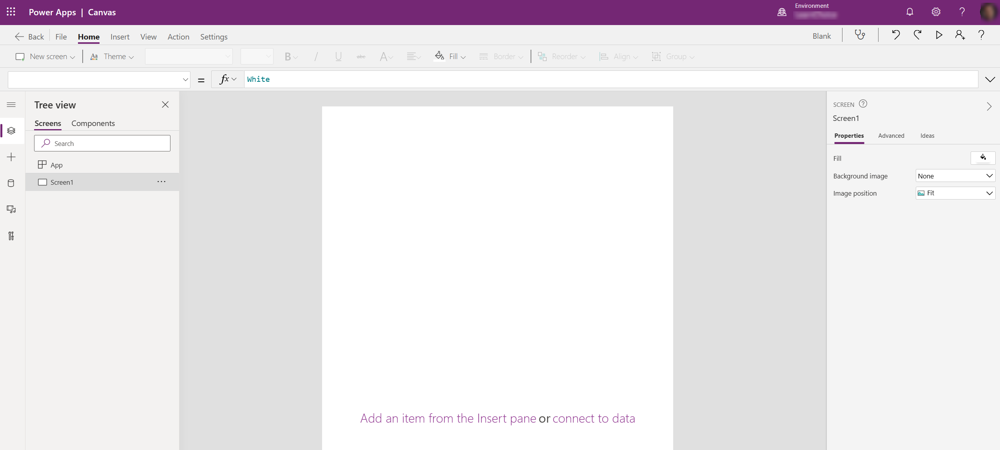 Power Apps | Canvas
Environment
Back File Home Insert View Action Settings
Blank
New screen Aa Theme B / U abc A Fill Border Reorder Align Group
= fx White
Tree view
Screens Components
Search
App
Screen1
Add an item from the Insert pane or connect to data
SCREEN
Screen1
Properties Advanced Ideas
Fill
Background image None
Image position Fit